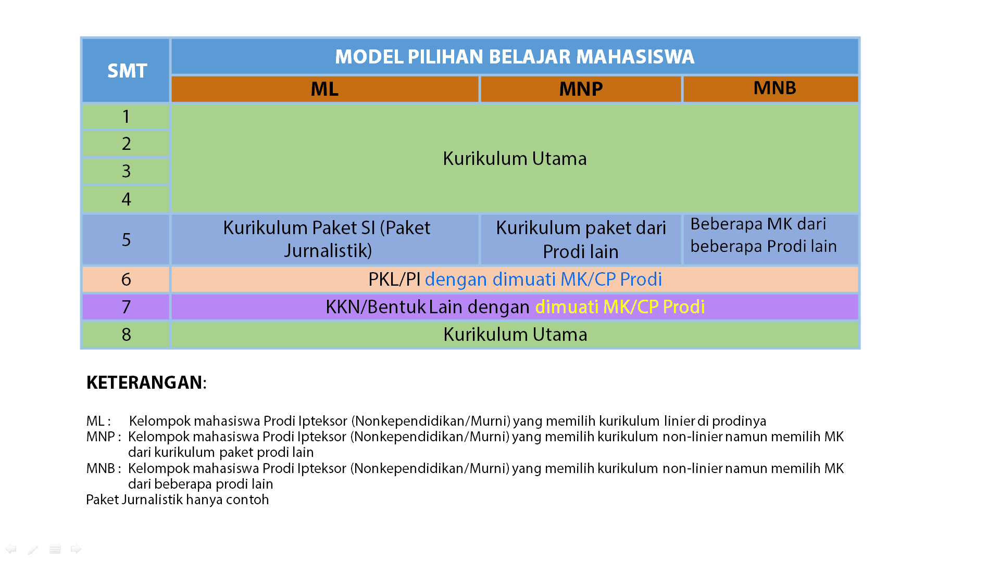 SMT
MODEL PILIHAN BELAJAR MAHASISWA
ML
MNP
MNB
1
2
3
4
Kurikulum Utama
5
Kurikulum Paket SI (Paket
Jurnalistik)
Kurikulum paket dari
Prodi lain
Beberapa MK dari
beberapa Prodi lain
6
PKL/PI dengan dimuati MK/CP Prodi
7
KKN/Bentuk Lain dengan dimuati MK/CP Prodi
8
Kurikulum Utama
KETERANGAN:
ML : Kelompok mahasiswa Prodi Ipteksor (Nonkependidikan/Murni) yang memilih kurikulum linier di prodinya
MNP : Kelompok mahasiswa Prodi Ipteksor (Nonkependidikan/Murni) yang memilih kurikulum non-linier namun memilih MK
dari kurikulum paket prodi lain
MNB : Kelompok mahasiswa Prodi Ipteksor (Nonkependidikan/Murni) yang memilih kurikulum non-linier namun memilih MK
dari beberapa prodi lain
Paket Jurnalistik hanya contoh